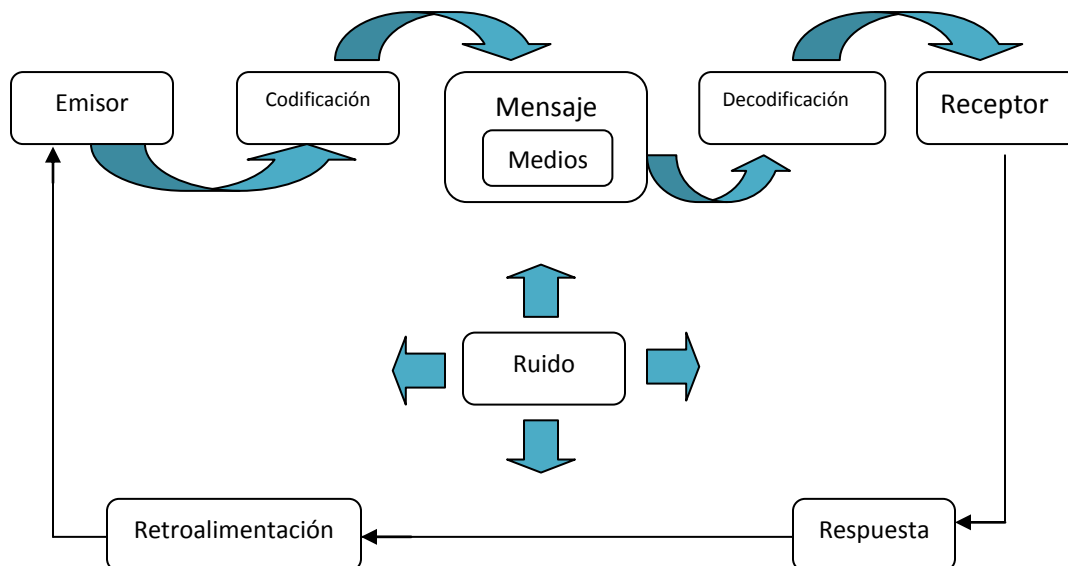 Emisor
Codificación
Mensaje
Medios
Decodificación
Receptor
Ruido
Retroalimentación
Respuesta